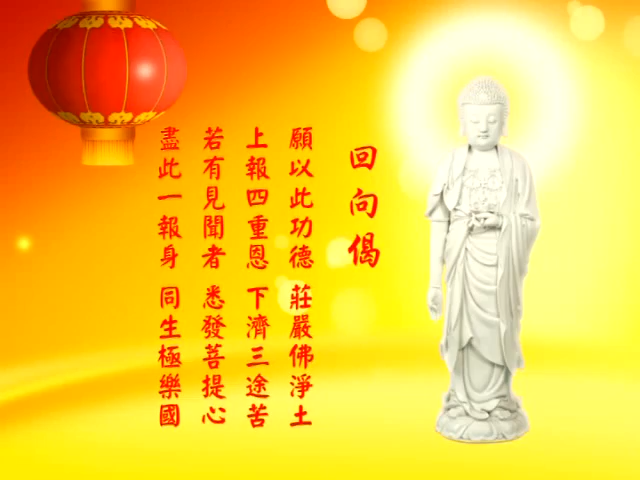 回向偈
願以此功德 莊嚴佛淨土
上報四重恩 下濟三途苦
若有見聞者 悉發菩提心
盡此一報身 同生極樂國